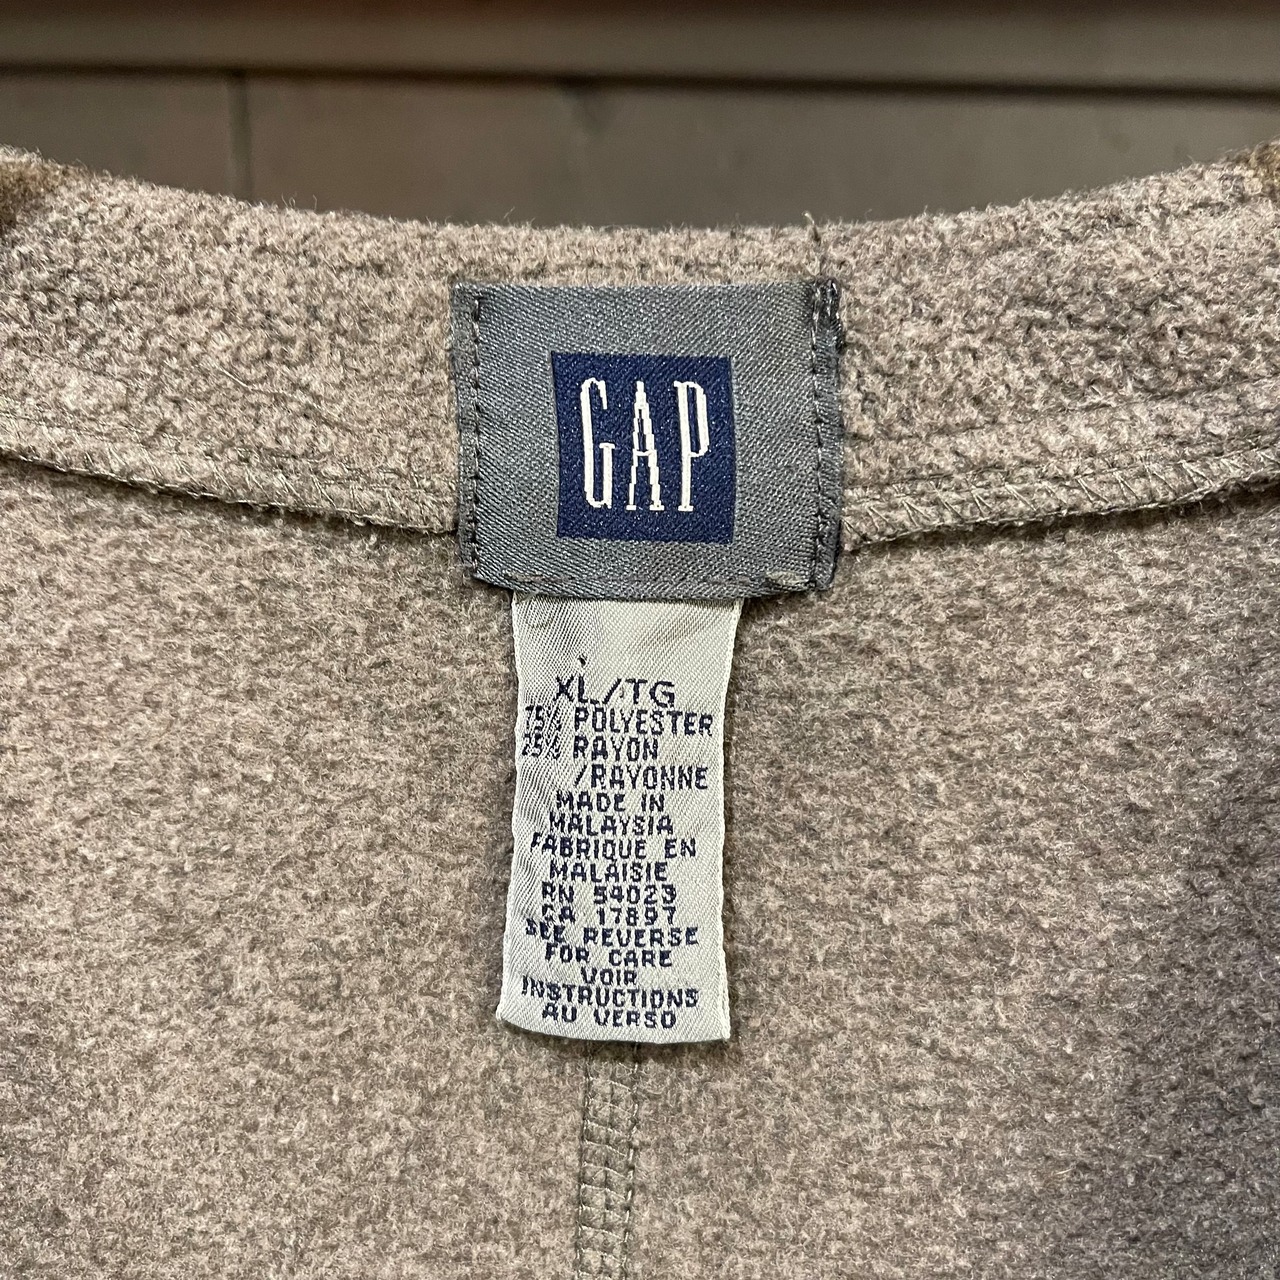 GAP
XL/TG
75% POLYESTER
25% RAYON
/RAYONNE
MADE IN
MALAYSIA
FABRIQUE EN
MALAISIE
RN 54023
CA 17897
SEE REVERSE
FOR CARE
VOIR
INSTRUCTIONS
AU VERSO